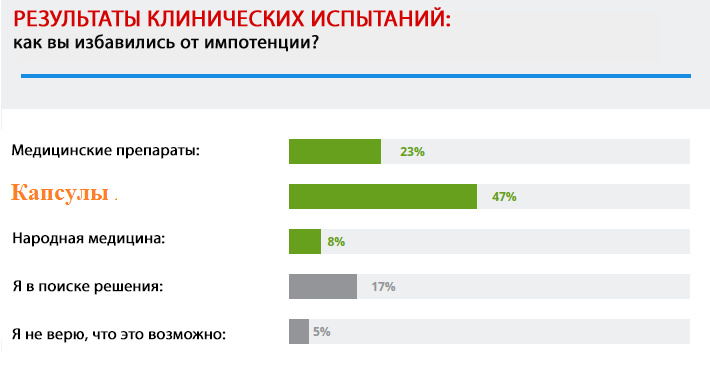 РЕЗУЛЬТАТЫ КЛИНИЧЕСКИХ ИСПЫТАНИЙ:
как вы избавились от импотенции?
Медицинские препараты: 23%
Капсулы . 47%
Народная медицина: 8%
Я в поиске решения: 17%
Я не верю, что это возможно: 5%